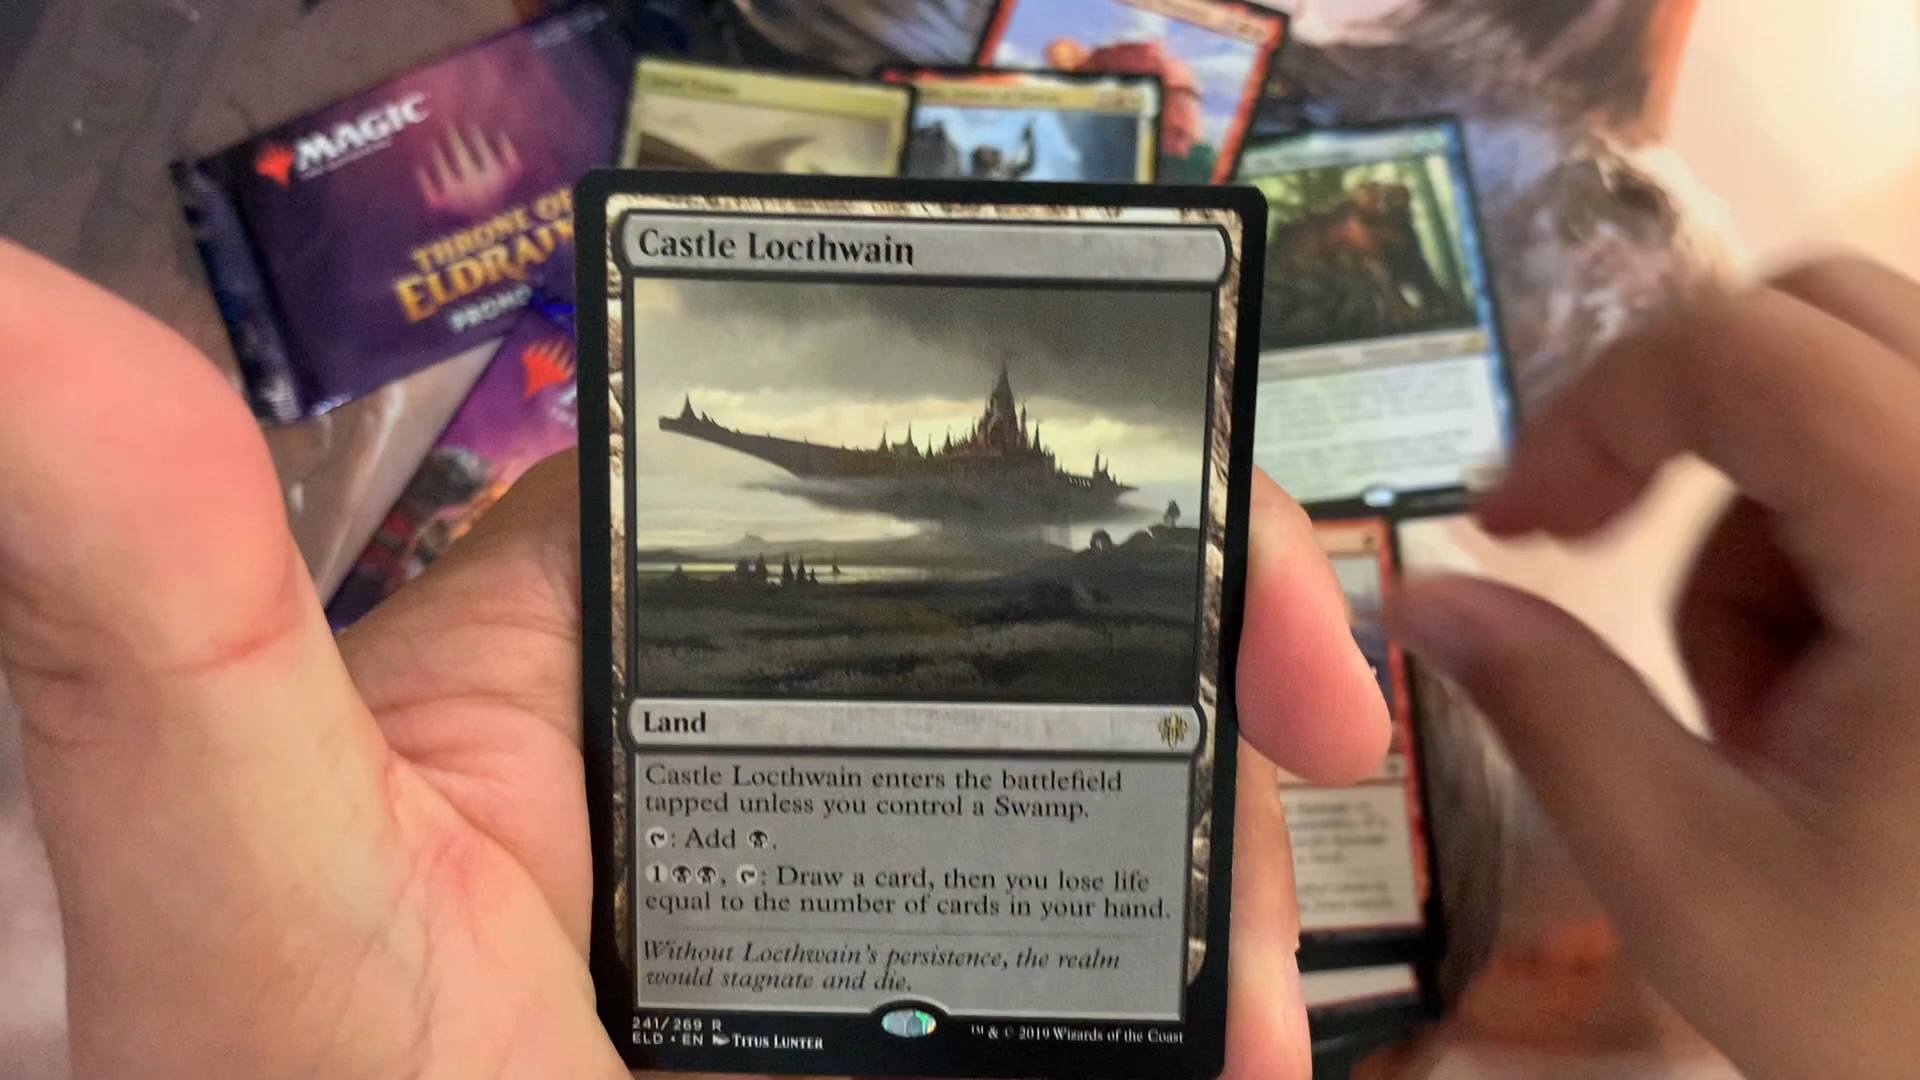 MAGIC
THRONE OF
ELDRAIN
PROMO
Castle Locthwain
Land
Castle Locthwain enters the battlefield
tapped unless you control a Swamp.
: Add .
1, : Draw a card, then you lose life
equal to the number of cards in your hand.
Without Locthwain's persistence, the realm
would stagnate and die.
241/269 R
ELD • EN TITUS LUNTER
™ & © 2019 Wizards of the Coast